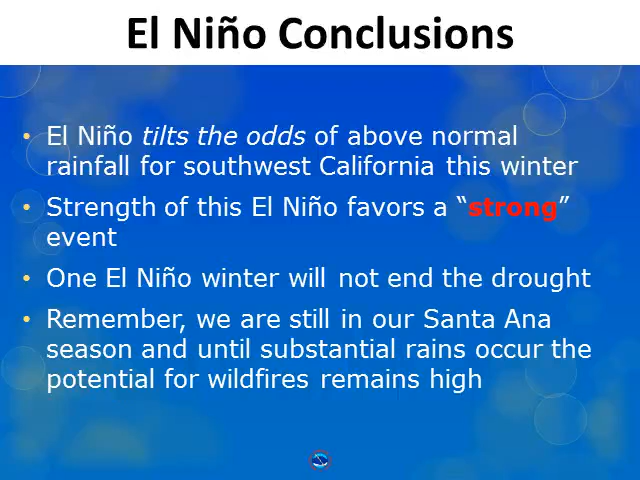 El Niño Conclusions
• El Niño tilts the odds of above normal
rainfall for southwest California this winter
• Strength of this El Niño favors a “strong”
event
• One El Niño winter will not end the drought
• Remember, we are still in our Santa Ana
season and until substantial rains occur the
potential for wildfires remains high